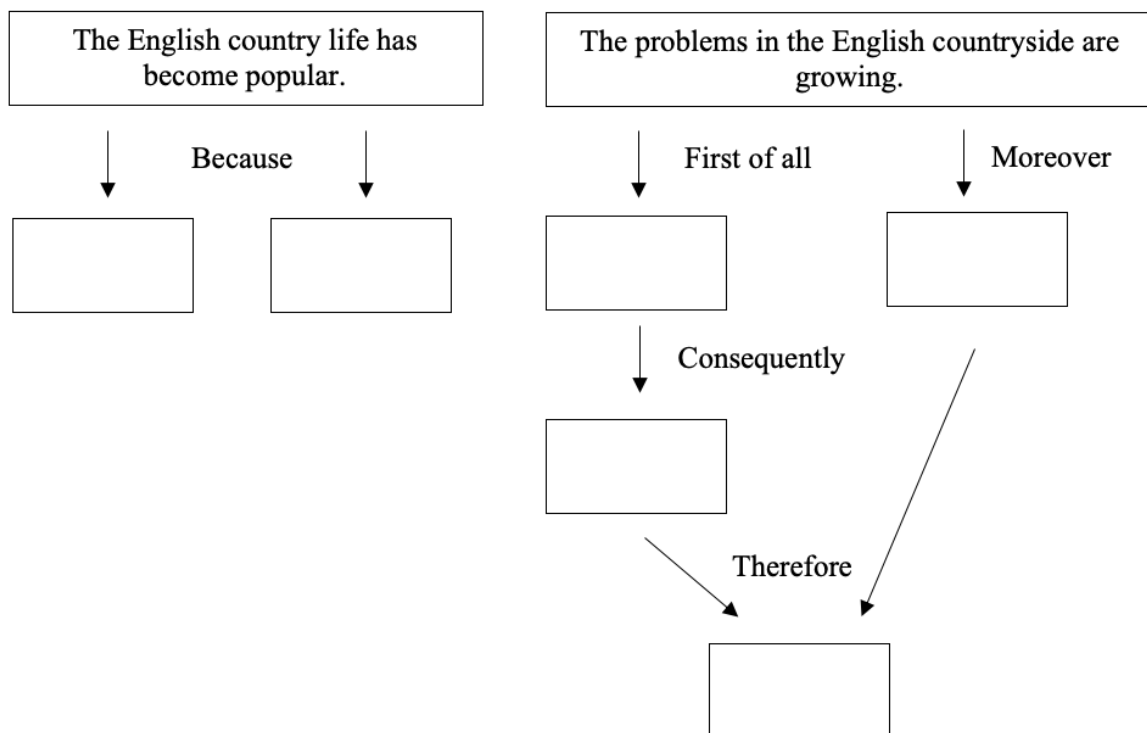 The English country life has
become popular.
The problems in the English countryside are
growing.
Because
First of all
Moreover
Consequently
Therefore